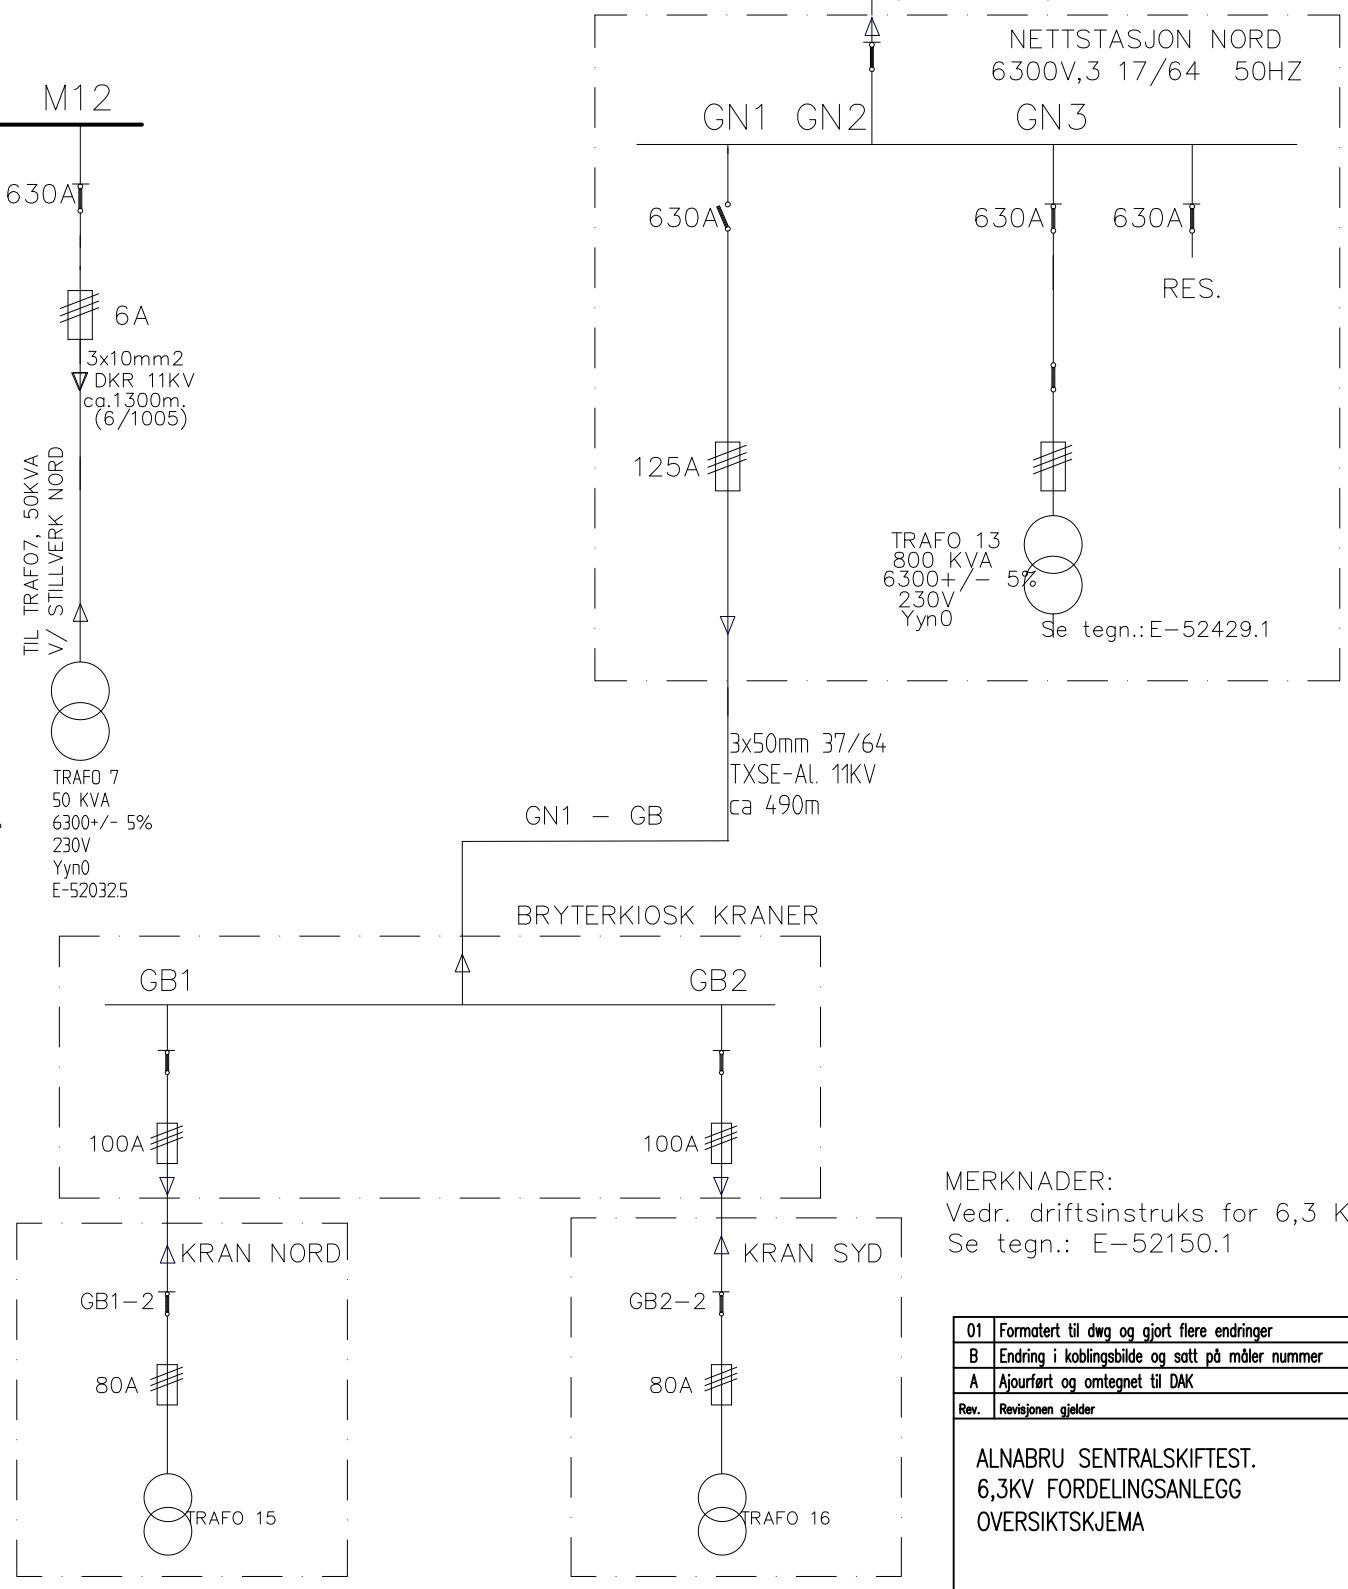 M12
630A
6A
3x10mm2
DKR 11KV
ca.1300m.
(6/1005)
TIL TRAFO7, 50KVA
V/ STILLVERK NORD
TRAFO 7
50 KVA
6300+/- 5%
230V
Yyn0
E-52032.5
NETTSTASJON NORD
6300V,3 17/64 50HZ
GN1 GN2 GN3
630A
630A
630A
RES.
125A
TRAFO 13
800 KVA
6300+/- 5%
230V
Yyn0
Se tegn.:E-52429.1
3x50mm 37/64
TXSE-Al. 11KV
ca 490m
GN1 - GB
BRYTERKIOSK KRANER
GB1
GB2
100A
100A
KRAN NORD
GB1-2
80A
TRAFO 15
KRAN SYD
GB2-2
80A
TRAFO 16
MERKNADER:
Vedr. driftsinstruks for 6,3 K
Se tegn.: E-52150.1
01 Formatert til dwg og gjort flere endringer
B Endring i koblingsbilde og satt på måler nummer
A Ajourført og omtegnet til DAK
Rev. Revisjonen gjelder
ALNABRU SENTRALSKIFTEST.
6,3KV FORDELINGSANLEGG
OVERSIKTSKJEMA